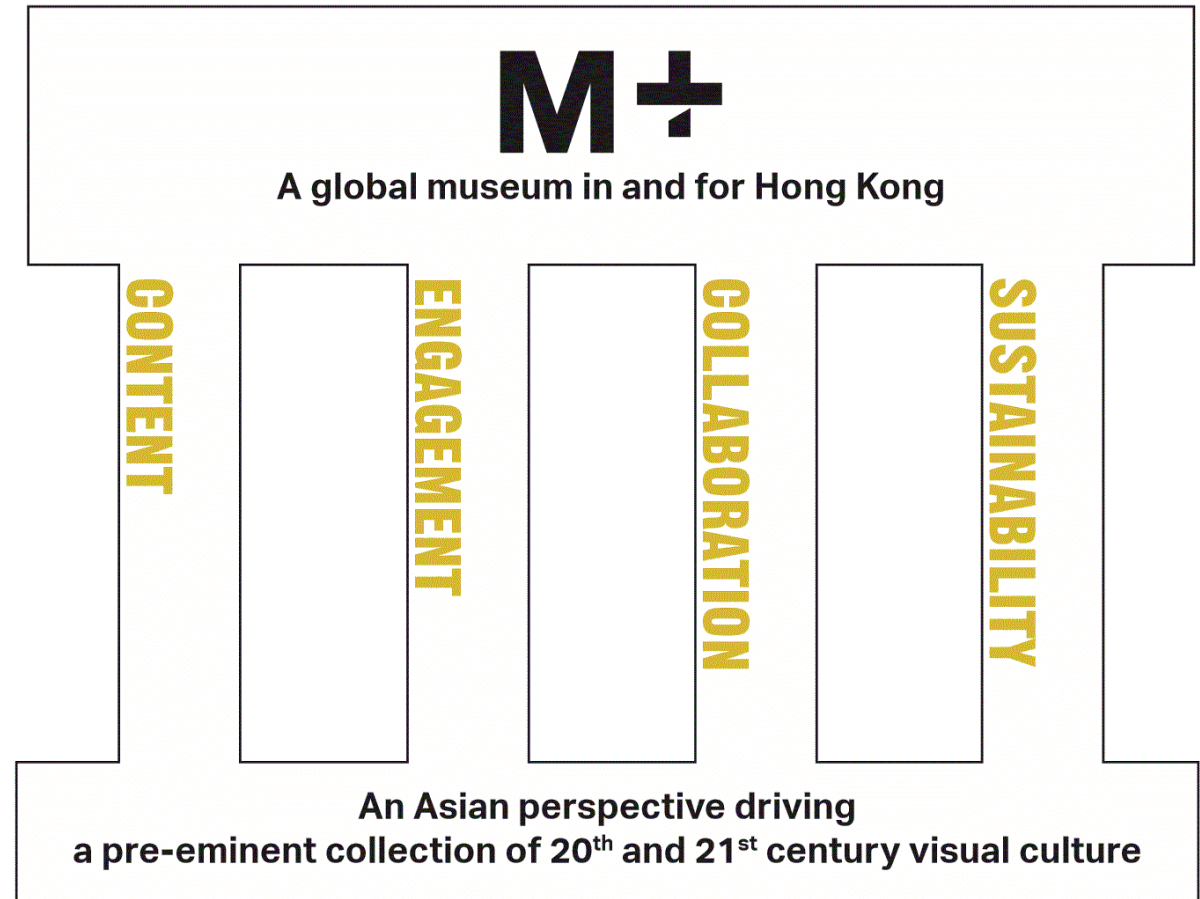 M+
A global museum in and for Hong Kong
CONTENT
ENGAGEMENT
COLLABORATION
SUSTAINABILITY
An Asian perspective driving
a pre-eminent collection of 20th and 21st century visual culture